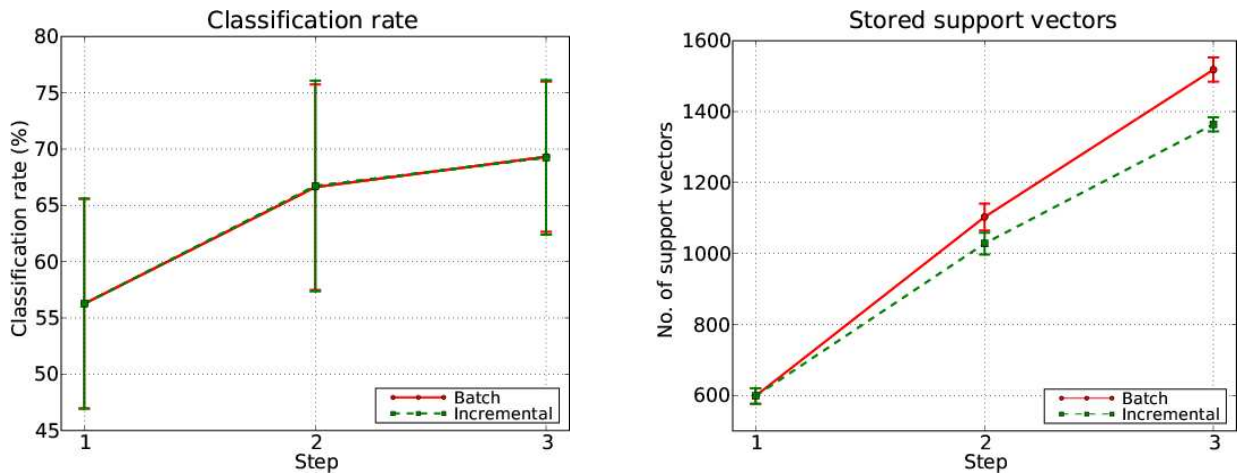 Classification rate
80
75
70
65
60
55
50
45
Classification rate (%)
1
2
3
Step
Batch
Incremental
Stored support vectors
1600
1400
1200
1000
800
600
No. of support vectors
1
2
3
Step
Batch
Incremental